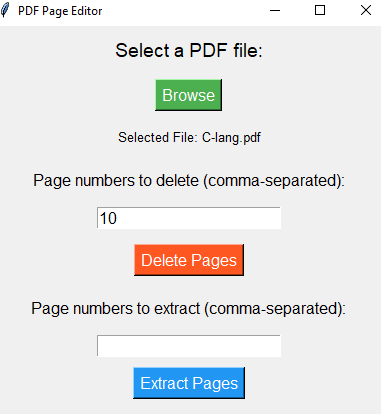 PDF Page Editor
Select a PDF file:
Browse
Selected File: C-lang.pdf
Page numbers to delete (comma-separated):
10
Delete Pages
Page numbers to extract (comma-separated):
Extract Pages